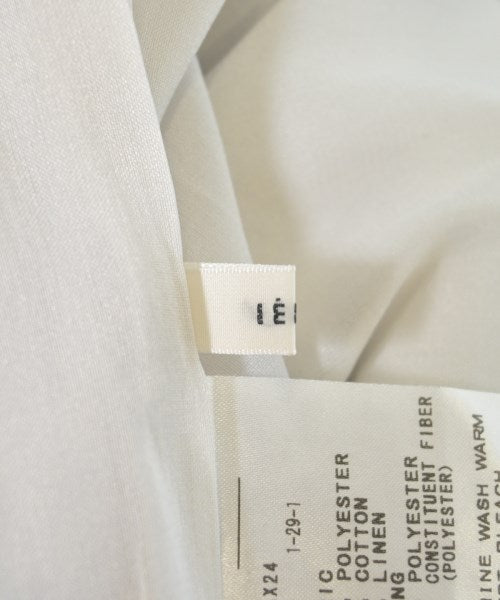 X24
1-29-1
IC
POLYESTER
COTTON
LINEN
NG
POLYESTER
CONSTITUENT FIBER
(POLYESTER)
INE WASH WARM